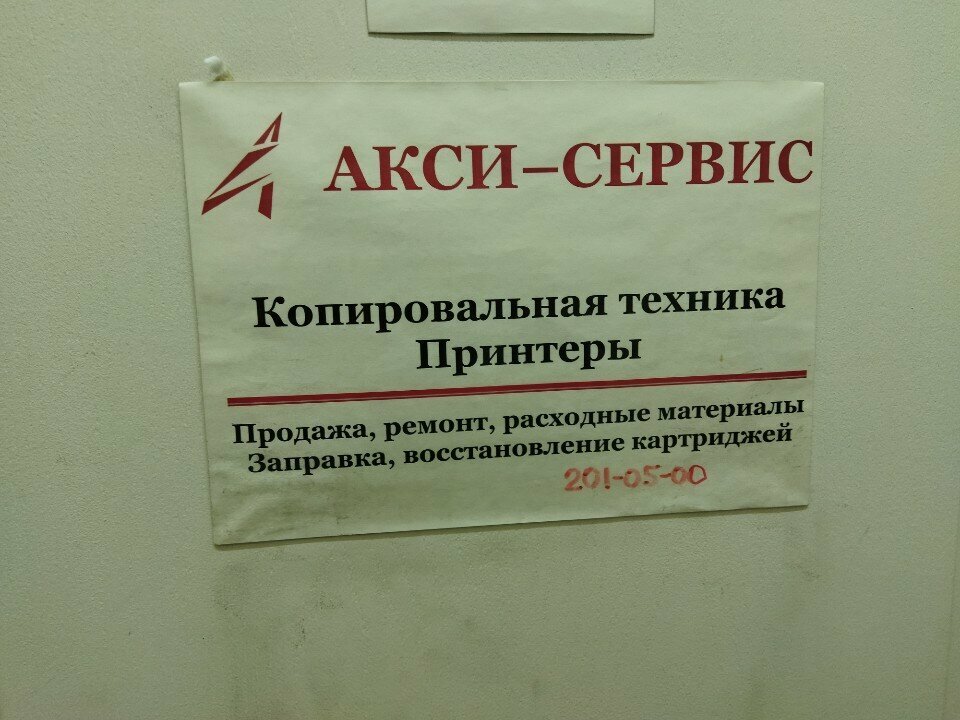 АКСИ–СЕРВИС
Копировальная техника
Принтеры
Продажа, ремонт, расходные материалы
Заправка, восстановление картриджей
201-05-00